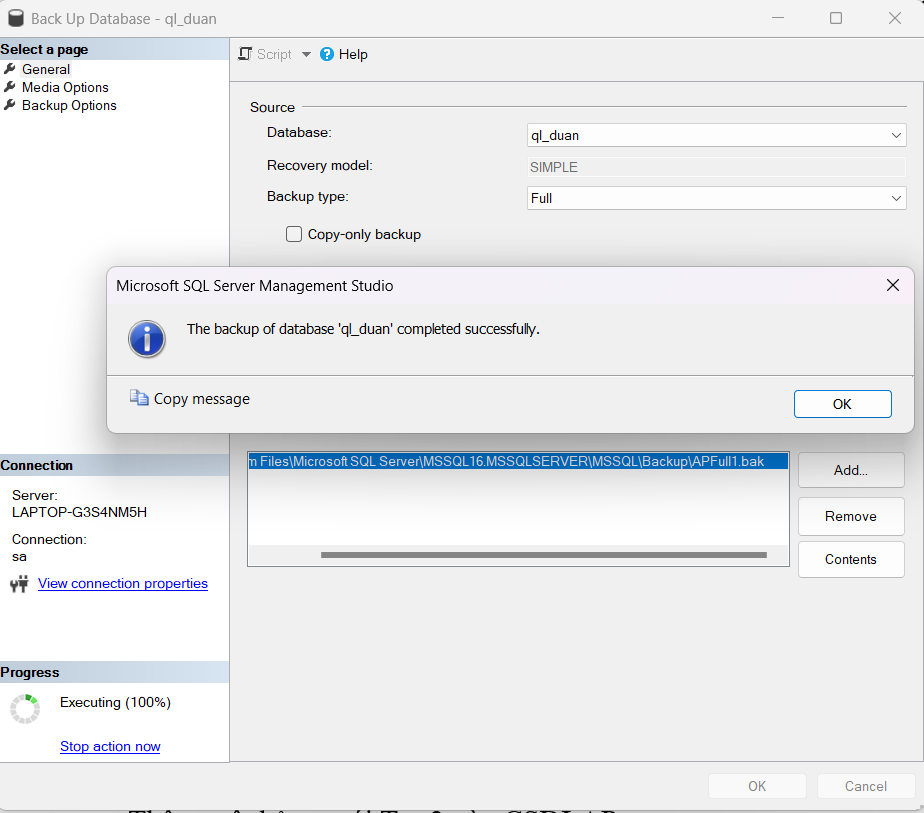 Back Up Database - ql_duan
Select a page
General
Media Options
Backup Options
Script
Help
Source
Database:
ql_duan
Recovery model:
SIMPLE
Backup type:
Full
Copy-only backup
Microsoft SQL Server Management Studio
The backup of database 'ql_duan' completed successfully.
Copy message
OK
m Files\Microsoft SQL Server\MSSQL16.MSSQLSERVER\MSSQL\Backup\APFull1.bak
Add...
Remove
Contents
Connection
Server:
LAPTOP-G3S4NM5H
Connection:
sa
View connection properties
Progress
Executing (100%)
Stop action now
OK
Cancel